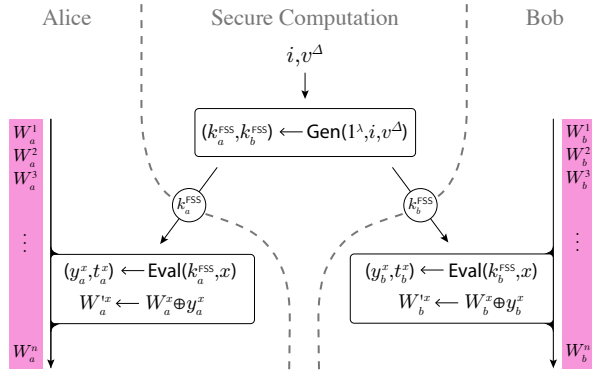 Alice Secure Computation Bob
i,v^Δ
(k_a^FSS,k_b^FSS) ← Gen(1^λ,i,v^Δ)
W_a^1
W_a^2
W_a^3
⋮
W_a^n
W_b^1
W_b^2
W_b^3
⋮
W_b^n
k_a^FSS
k_b^FSS
(y_a^x,t_a^x) ← Eval(k_a^FSS,x)
W_a^'x ← W_a^x⊕y_a^x
(y_b^x,t_b^x) ← Eval(k_b^FSS,x)
W_b^'x ← W_b^x⊕y_b^x